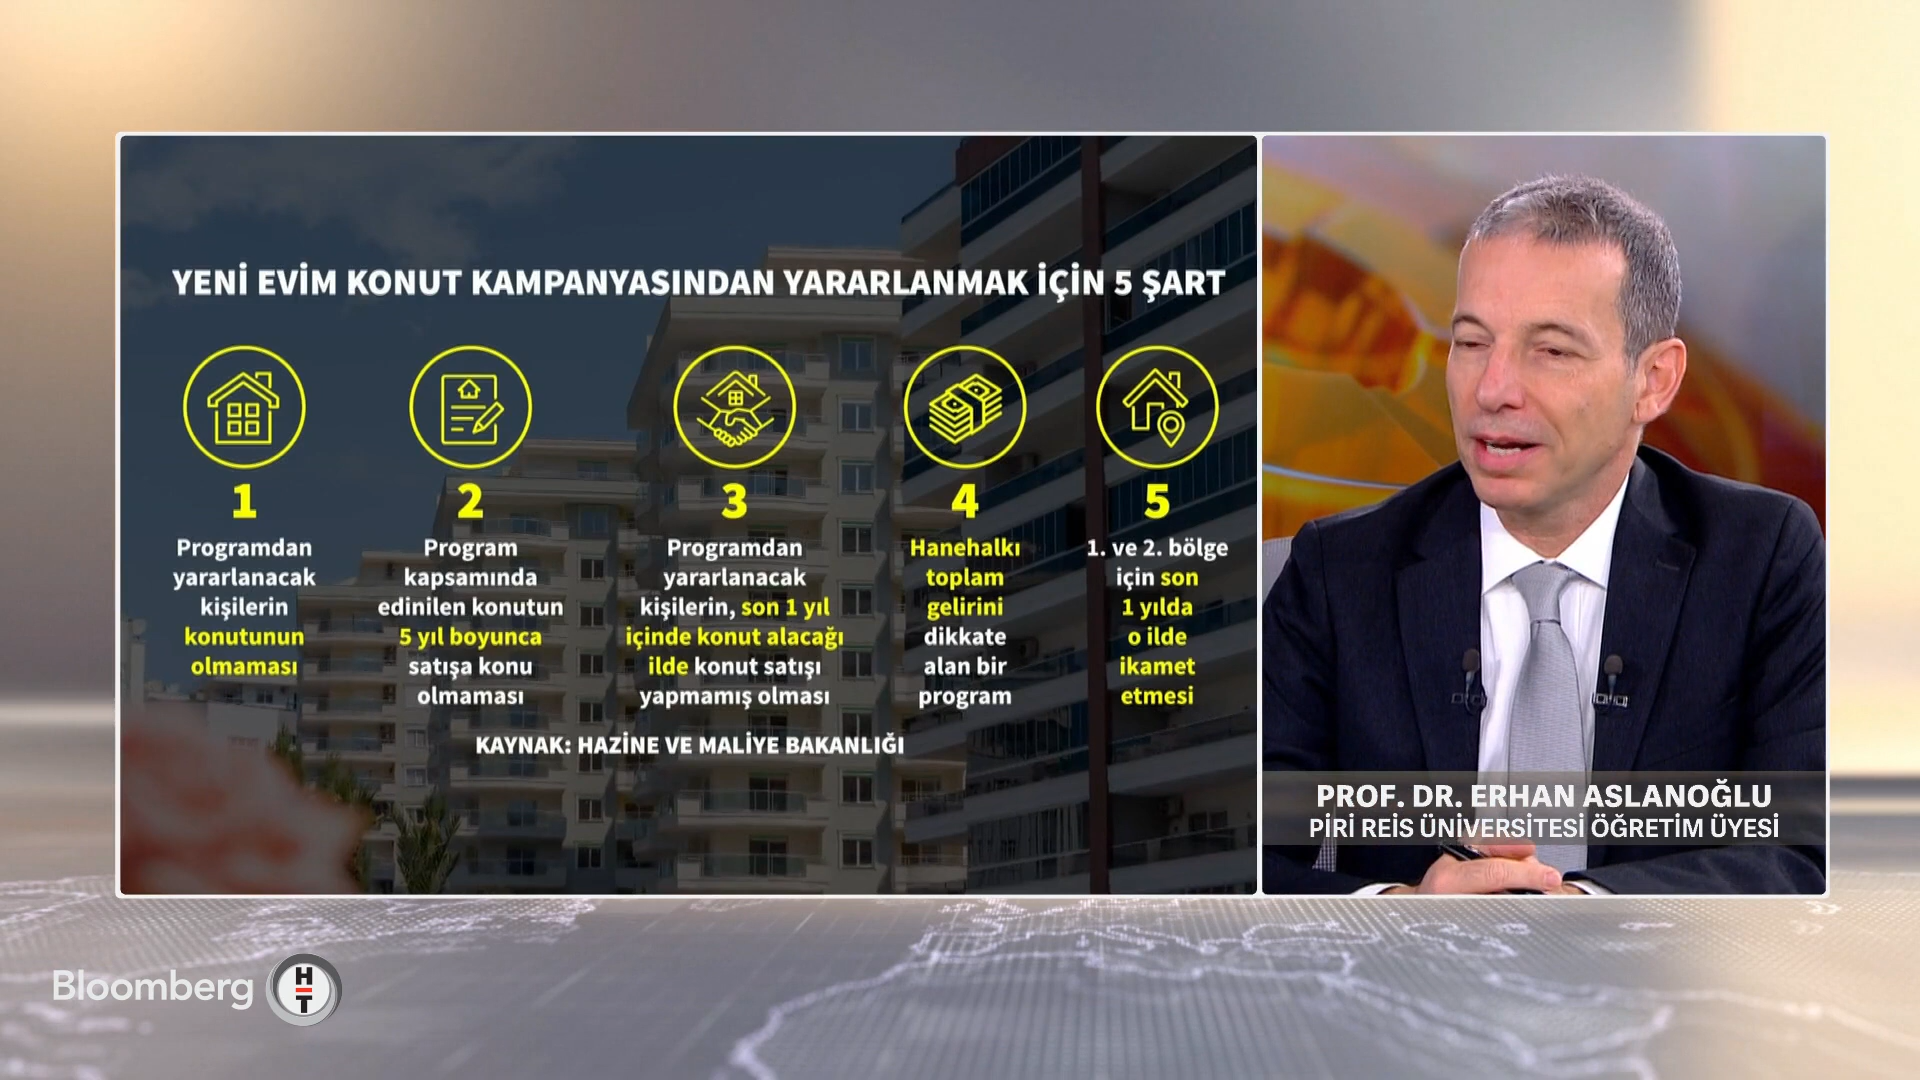 YENİ EVİM KONUT KAMPANYASINDAN YARARLANMAK İÇİN 5 ŞART
1
Programdan
yararlanacak
kişilerin
konutunun
olmaması
2
Program
kapsamında
edinilen konutun
5 yıl boyunca
satışa konu
olmaması
3
Programdan
yararlanacak
kişilerin, son 1 yıl
içinde konut alacağı
ilde konut satışı
yapmamış olması
4
Hanehalkı
toplam
gelirini
dikkate
alan bir
program
5
1. ve 2. bölge
için son
1 yılda
o ilde
ikamet
etmesi
KAYNAK: HAZİNE VE MALİYE BAKANLIĞI
PROF. DR. ERHAN ASLANOĞLU
PİRİ REİS ÜNİVERSİTESİ ÖĞRETİM ÜYESİ
Bloomberg HT